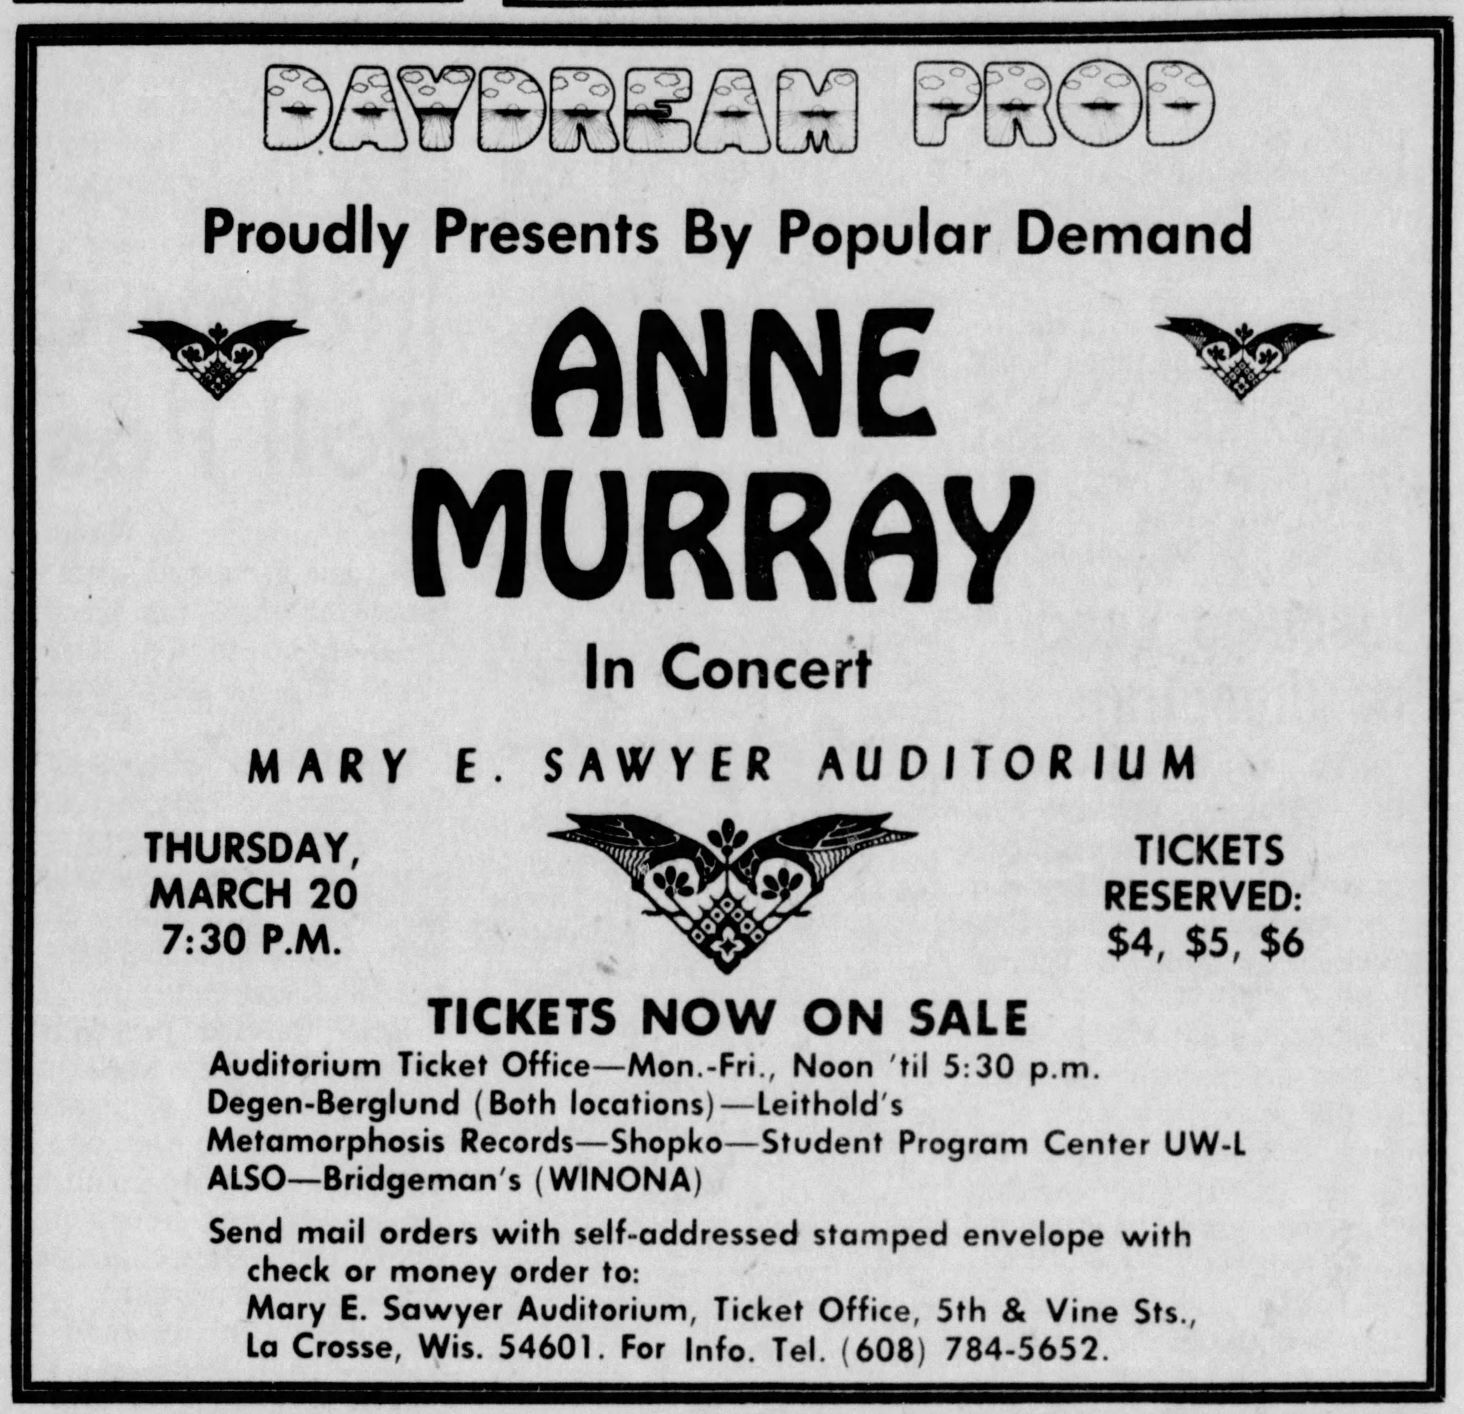 DAYDREAM PROD
Proudly Presents By Popular Demand
ANNE
MURRAY
In Concert
MARY E. SAWYER AUDITORIUM
THURSDAY,
MARCH 20
7:30 P.M.
TICKETS
RESERVED:
$4, $5, $6
TICKETS NOW ON SALE
Auditorium Ticket Office—Mon.-Fri., Noon 'til 5:30 p.m.
Degen-Berglund (Both locations)—Leithold's
Metamorphosis Records—Shopko—Student Program Center UW-L
ALSO—Bridgeman's (WINONA)
Send mail orders with self-addressed stamped envelope with
check or money order to:
Mary E. Sawyer Auditorium, Ticket Office, 5th & Vine Sts.,
La Crosse, Wis. 54601. For Info. Tel. (608) 784-5652.